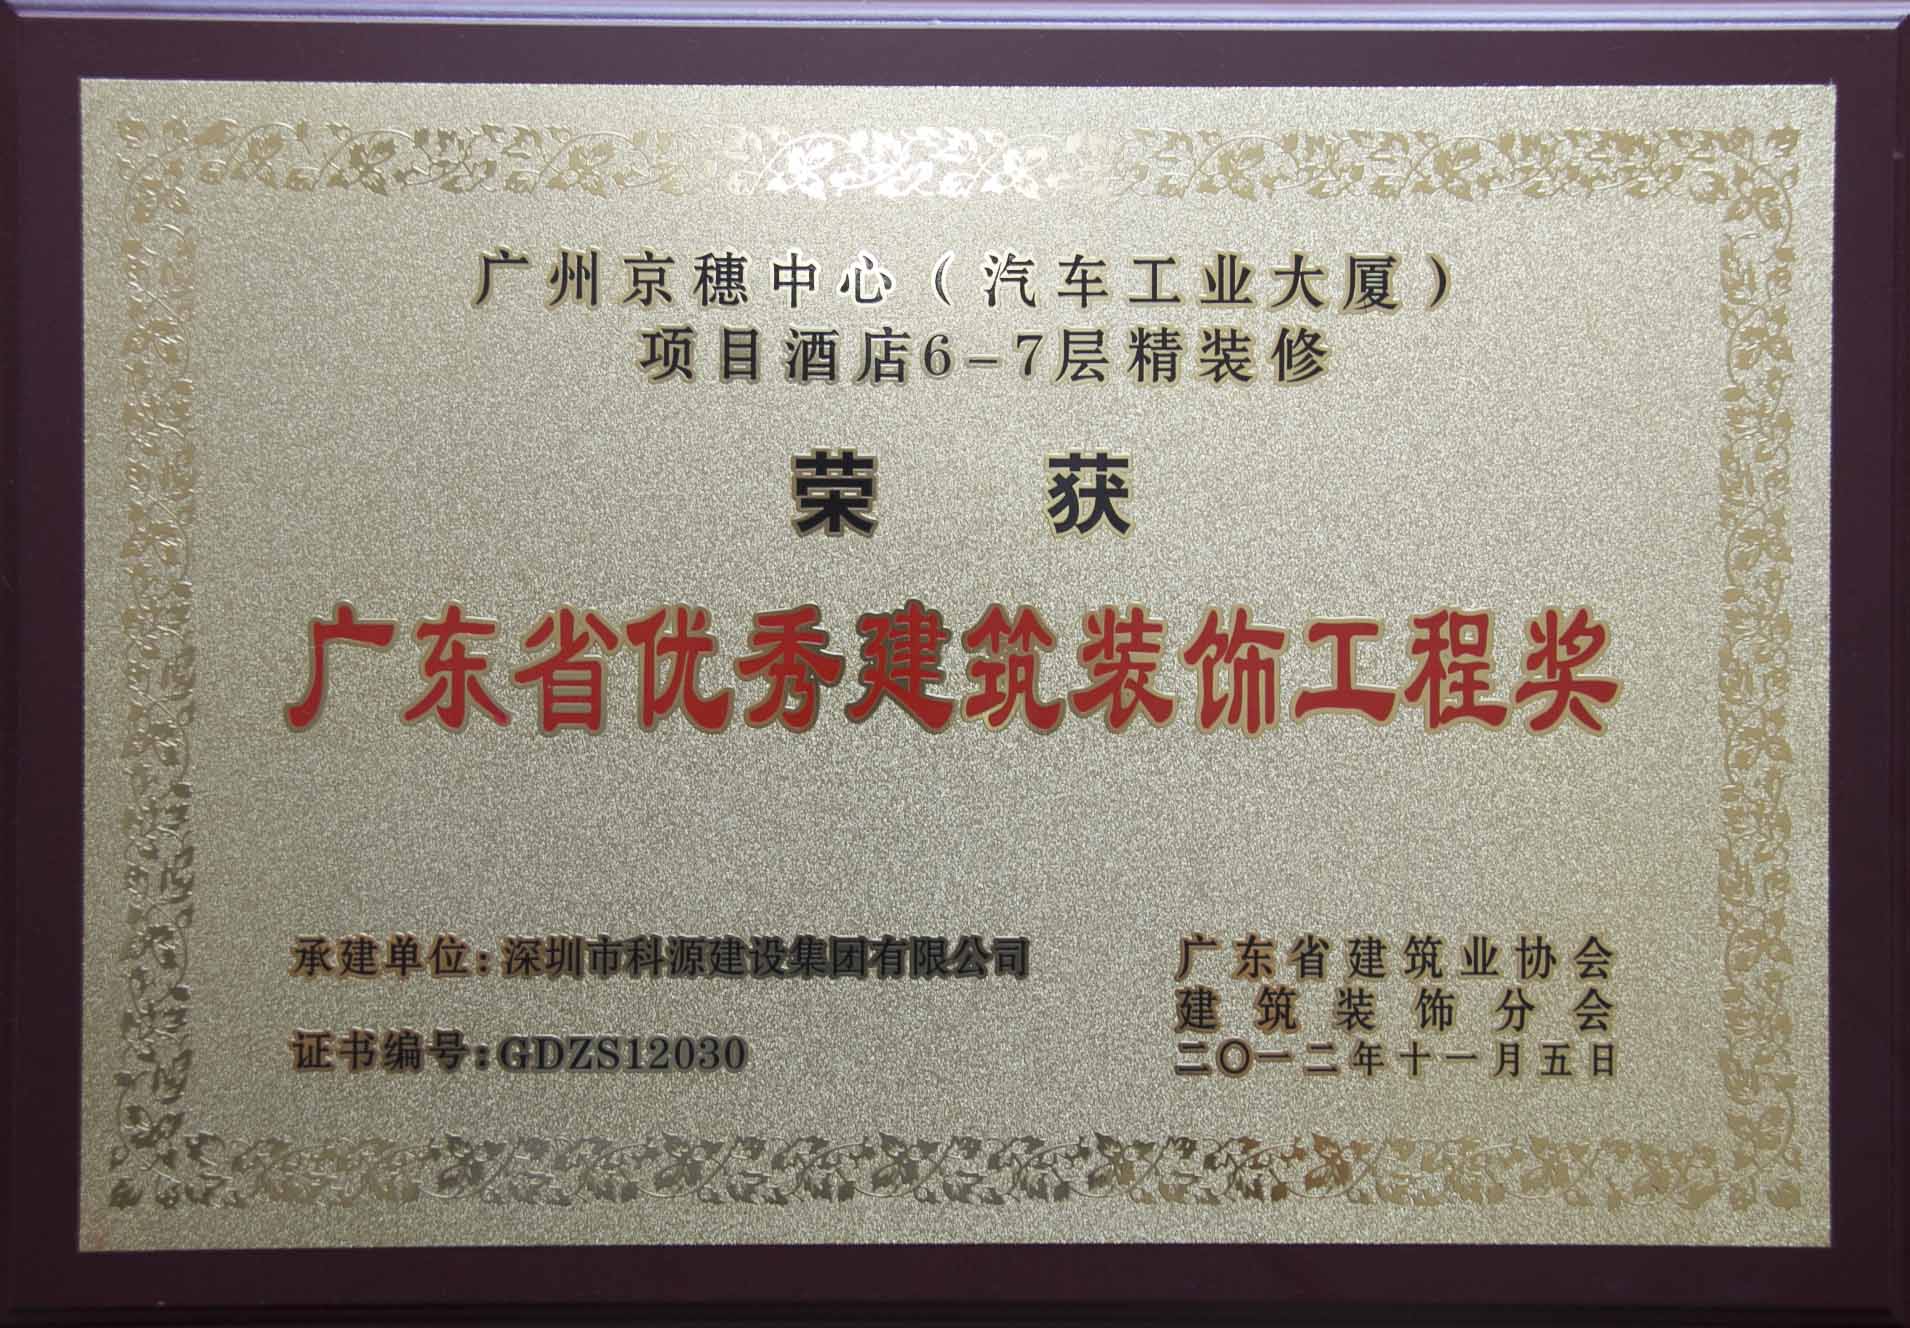 广州京穗中心（汽车工业大厦）
项目酒店6-7层精装修
荣 获
广东省优秀建筑装饰工程奖
承建单位:深圳市科源建设集团有限公司
证书编号:GDZS12030
广东省建筑业协会
建筑装饰分会
二〇一二年十一月五日